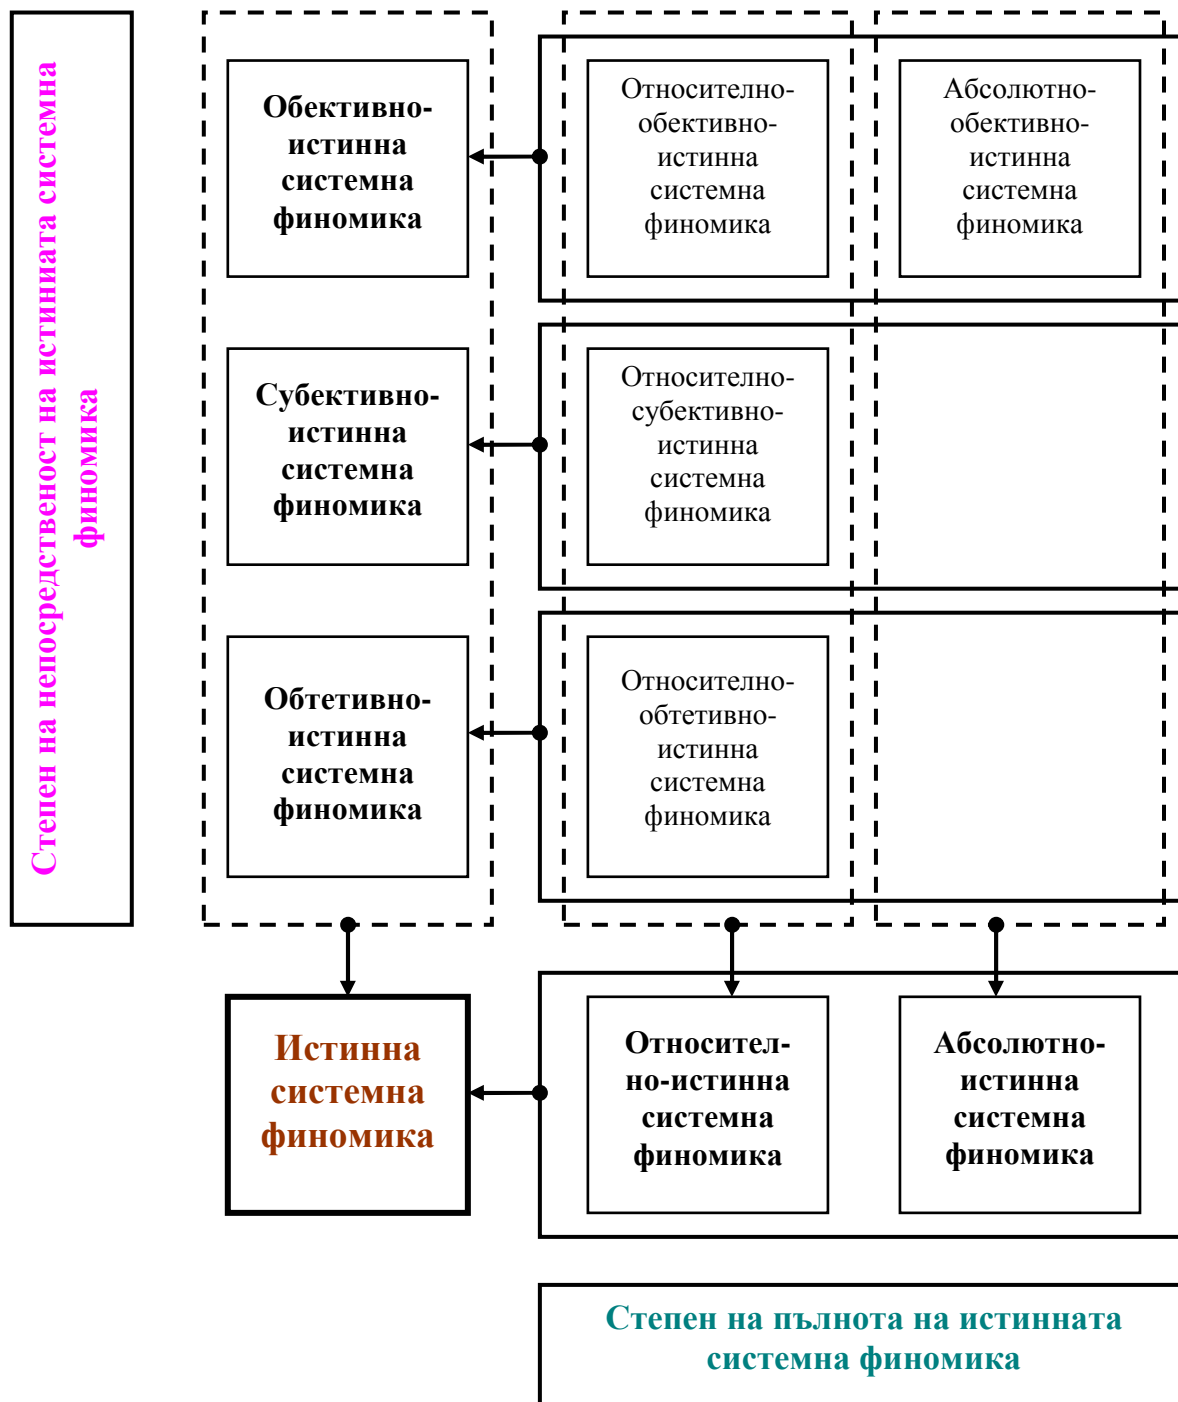 Степен на непосредственост на истината системна
финомика
Обективно-
истинна
системна
финомика
Относително-
обективно-
истинна
системна
финомика
Абсолютно-
обективно-
истинна
системна
финомика
Субективно-
истинна
системна
финомика
Относително-
субективно-
истинна
системна
финомика
Обтетивно-
истинна
системна
финомика
Относително-
обтетивно-
истинна
системна
финомика
Истинна
системна
финомика
Относител-
но-истинна
системна
финомика
Абсолютно-
истинна
системна
финомика
Степен на пълнота на истинната
системна финомика